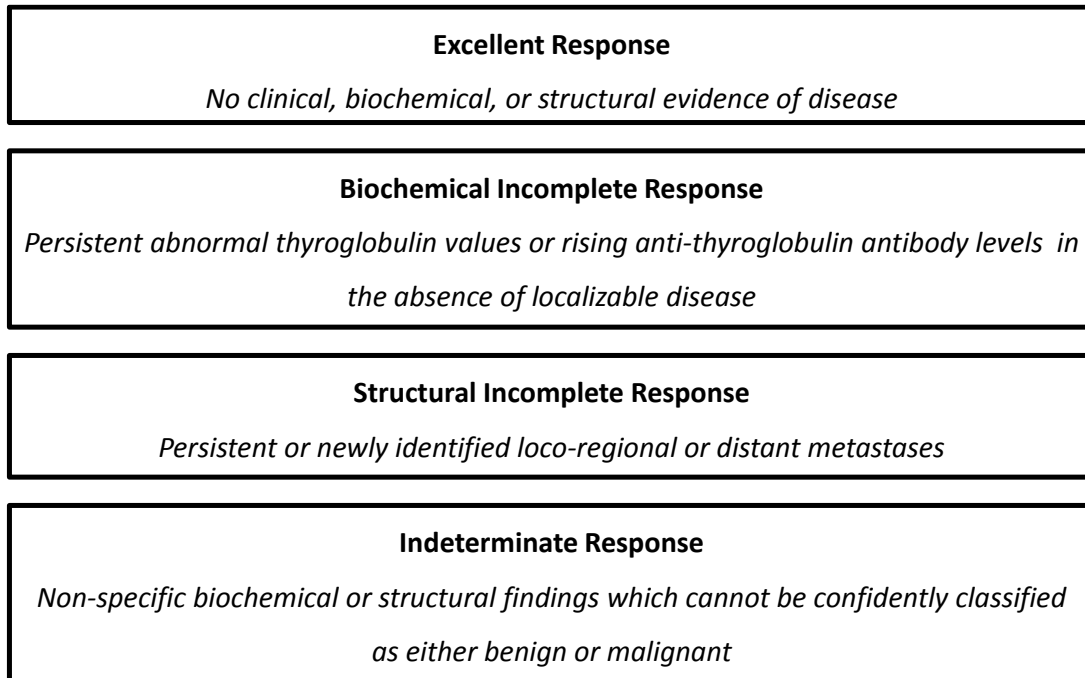 Excellent Response
No clinical, biochemical, or structural evidence of disease
Biochemical Incomplete Response
Persistent abnormal thyroglobulin values or rising anti-thyroglobulin antibody levels  in
the absence of localizable disease
Structural Incomplete Response
Persistent or newly identified loco-regional or distant metastases
Indeterminate Response
Non-specific biochemical or structural findings which cannot be confidently classified
as either benign or malignant